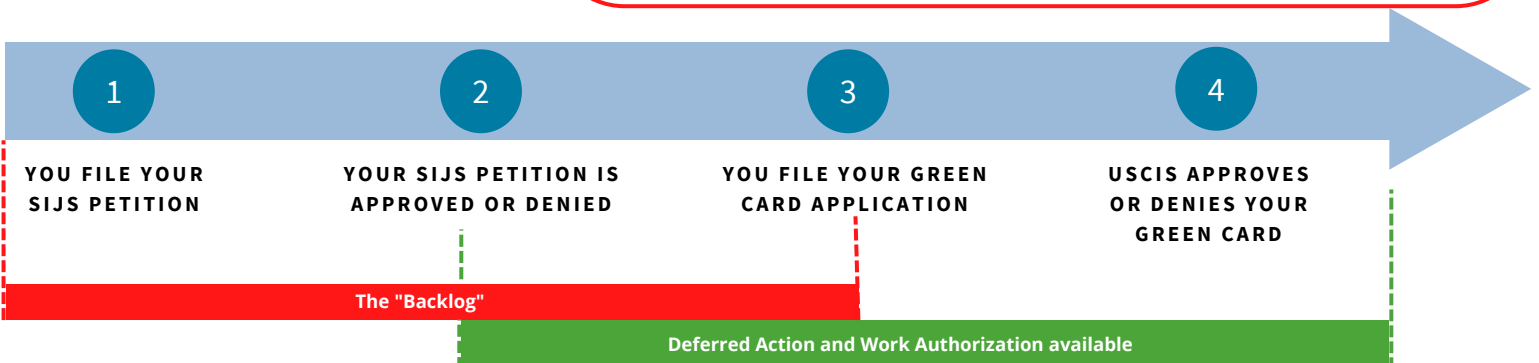 1
2
3
4
YOU FILE YOUR
SIJS PETITION
YOUR SIJS PETITION IS
APPROVED OR DENIED
YOU FILE YOUR GREEN
CARD APPLICATION
USCIS APPROVES
OR DENIES YOUR
GREEN CARD
The "Backlog"
Deferred Action and Work Authorization available